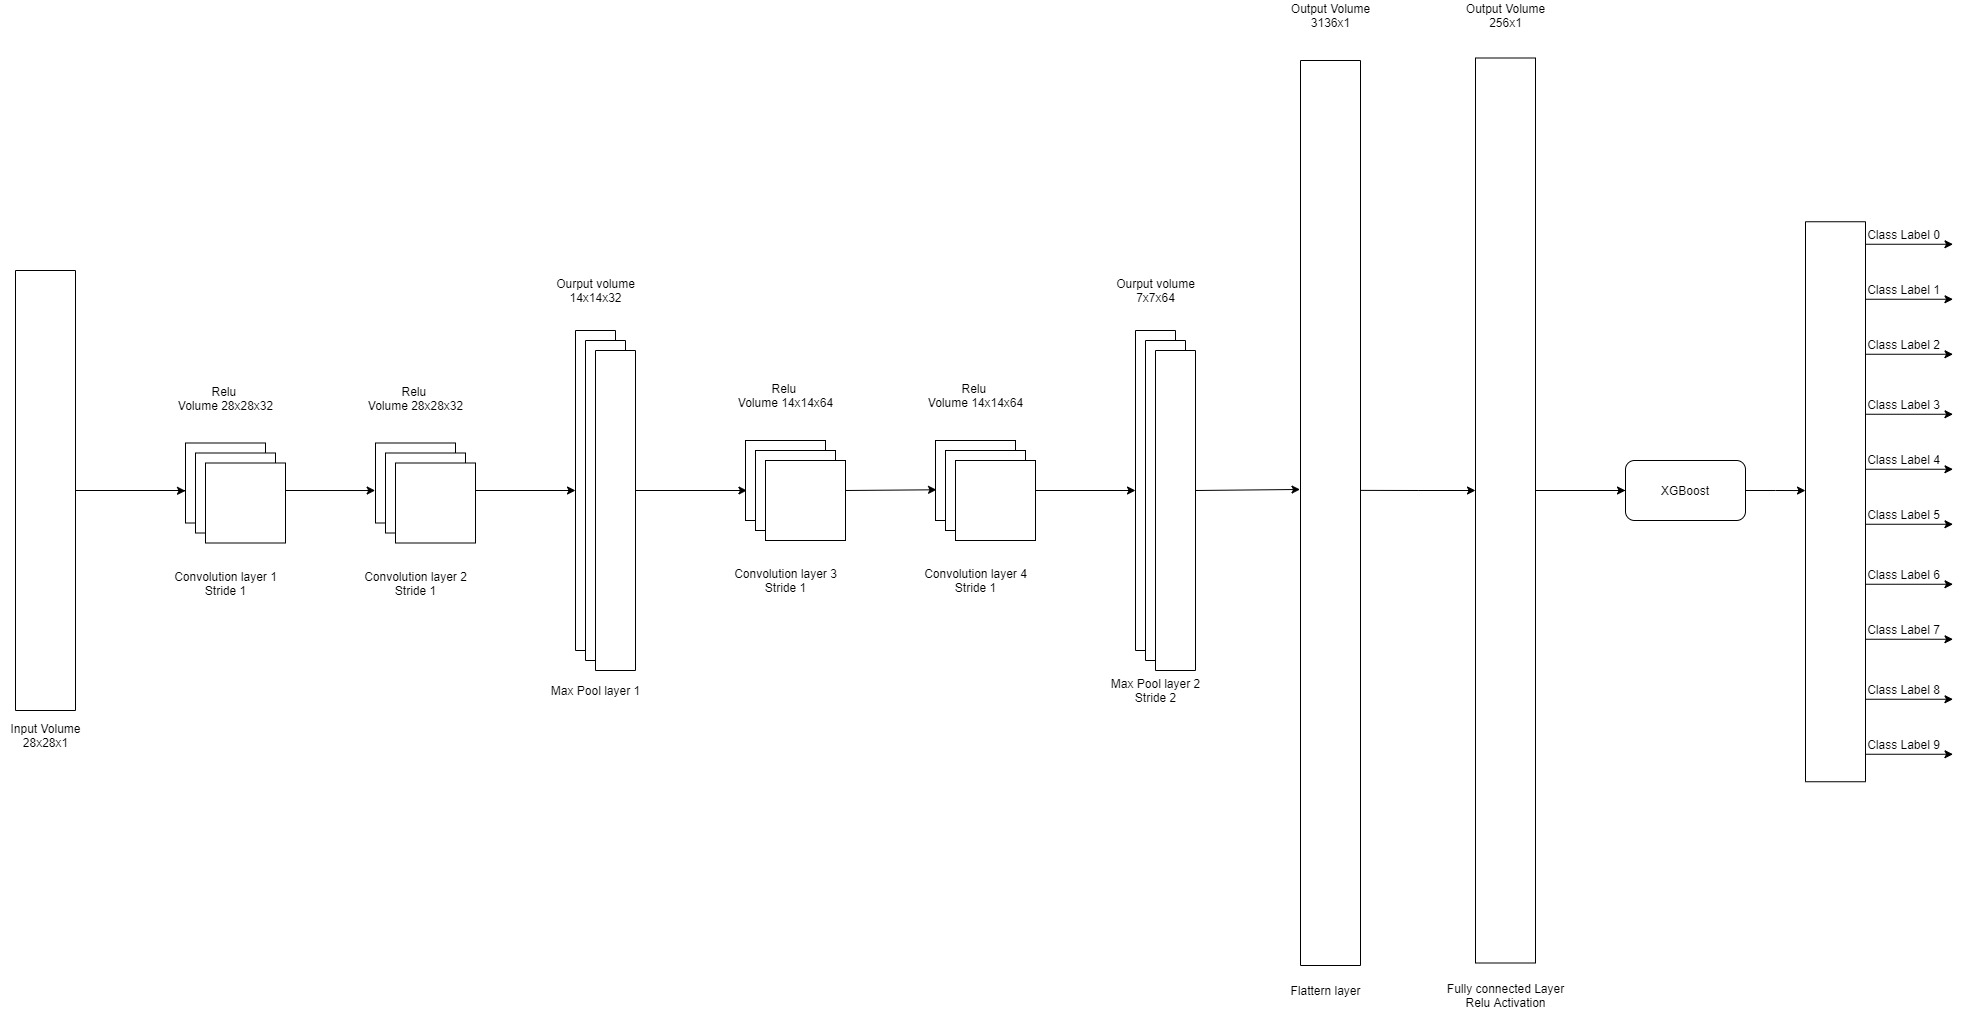 Output Volume
3136x1
Output Volume
256x1
Class Label 0
Class Label 1
Class Label 2
Class Label 3
Class Label 4
Class Label 5
Class Label 6
Class Label 7
Class Label 8
Class Label 9
Ourput volume
14x14x32
Ourput volume
7x7x64
Relu
Volume 28x28x32
Relu
Volume 28x28x32
Relu
Volume 14x14x64
Relu
Volume 14x14x64
XGBoost
Convolution layer 1
Stride 1
Convolution layer 2
Stride 1
Convolution layer 3
Stride 1
Convolution layer 4
Stride 1
Max Pool layer 1
Max Pool layer 2
Stride 2
Input Volume
28x28x1
Flattern layer
Fully connected Layer
Relu Activation